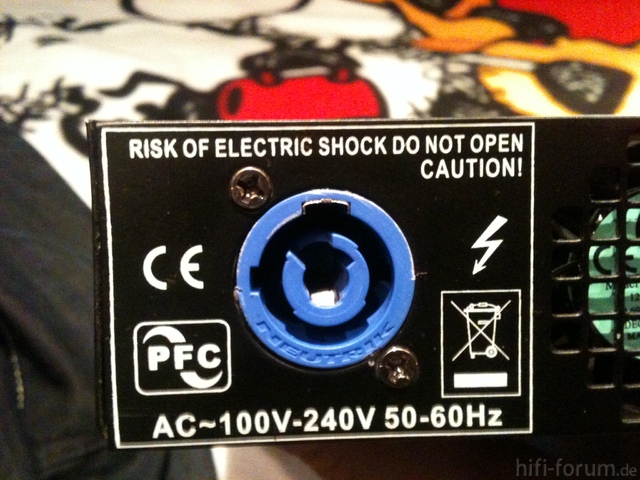 RISK OF ELECTRIC SHOCK DO NOT OPEN
CAUTION!
CE
NEUTRIK
PFC
AC~100V-240V 50-60Hz
hifi-forum.de